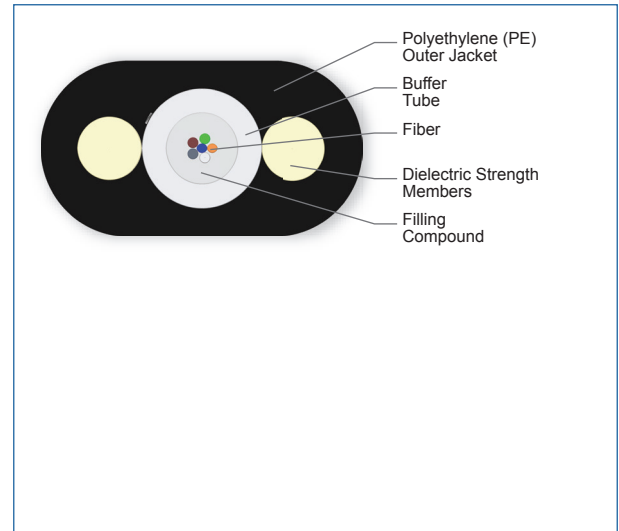 Polyethylene (PE)
Outer Jacket
Buffer
Tube
Fiber
Dielectric Strength
Members
Filling
Compound